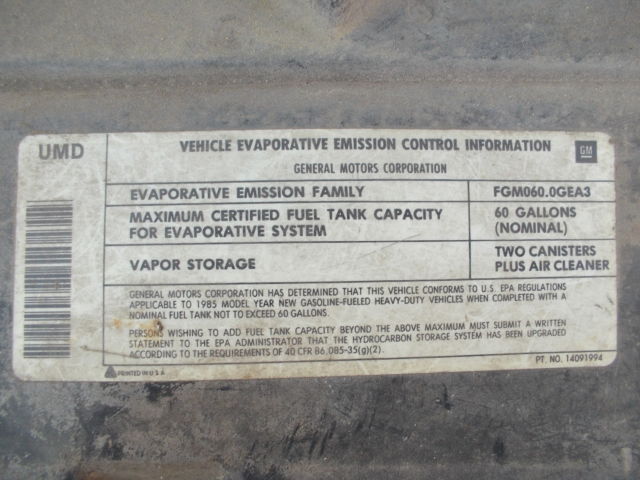 UMD
VEHICLE EVAPORATIVE EMISSION CONTROL INFORMATION
GM
GENERAL MOTORS CORPORATION
EVAPORATIVE EMISSION FAMILY FGM060.0GEA3
MAXIMUM CERTIFIED FUEL TANK CAPACITY 60 GALLONS
FOR EVAPORATIVE SYSTEM (NOMINAL)
VAPOR STORAGE TWO CANISTERS
PLUS AIR CLEANER
GENERAL MOTORS CORPORATION HAS DETERMINED THAT THIS VEHICLE CONFORMS TO U.S. EPA REGULATIONS
APPLICABLE TO 1985 MODEL YEAR NEW GASOLINE-FUELED HEAVY-DUTY VEHICLES WHEN COMPLETED WITH A
NOMINAL FUEL TANK NOT TO EXCEED 60 GALLONS.
PERSONS WISHING TO ADD FUEL TANK CAPACITY BEYOND THE ABOVE MAXIMUM MUST SUBMIT A WRITTEN
STATEMENT TO THE EPA ADMINISTRATOR THAT THE HYDROCARBON STORAGE SYSTEM HAS BEEN UPGRADED
ACCORDING TO THE REQUIREMENTS OF 40 CFR 86.085-35(g)(2).
PRINTED IN U.S.A. PT. NO. 14091994